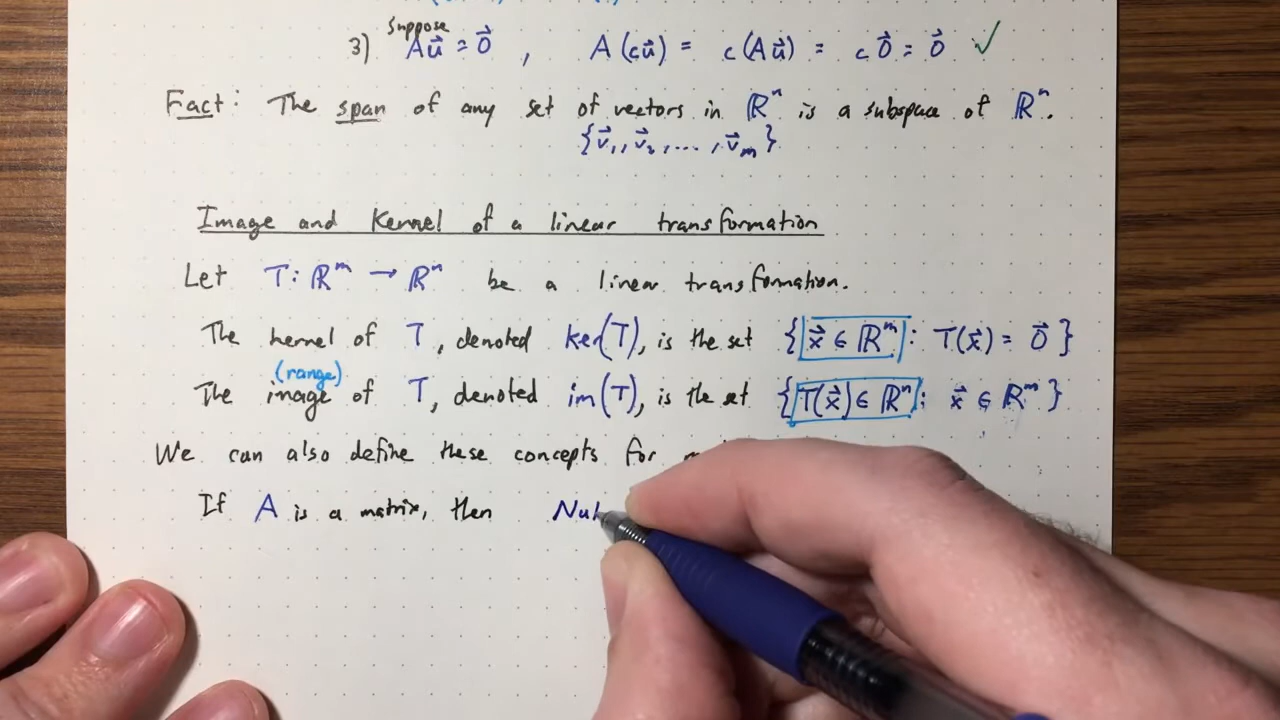 Suppose
3) Au⃗ = 0⃗ , A(cu⃗) = c(Au⃗) = c0⃗ = 0⃗ ✓
Fact: The span of any set of vectors in ℝⁿ is a subspace of ℝⁿ.
{v⃗₁, v⃗₂, ..., v⃗ₘ}
Image and Kernel of a linear transformation
Let T: ℝᵐ → ℝⁿ be a linear transformation.
The kernel of T, denoted ker(T), is the set {x⃗ ∈ ℝᵐ : T(x⃗) = 0⃗}
(range)
The image of T, denoted im(T), is the set {T(x⃗) ∈ ℝⁿ : x⃗ ∈ ℝᵐ}
We can also define these concepts for
If A is a matrix, then Nul